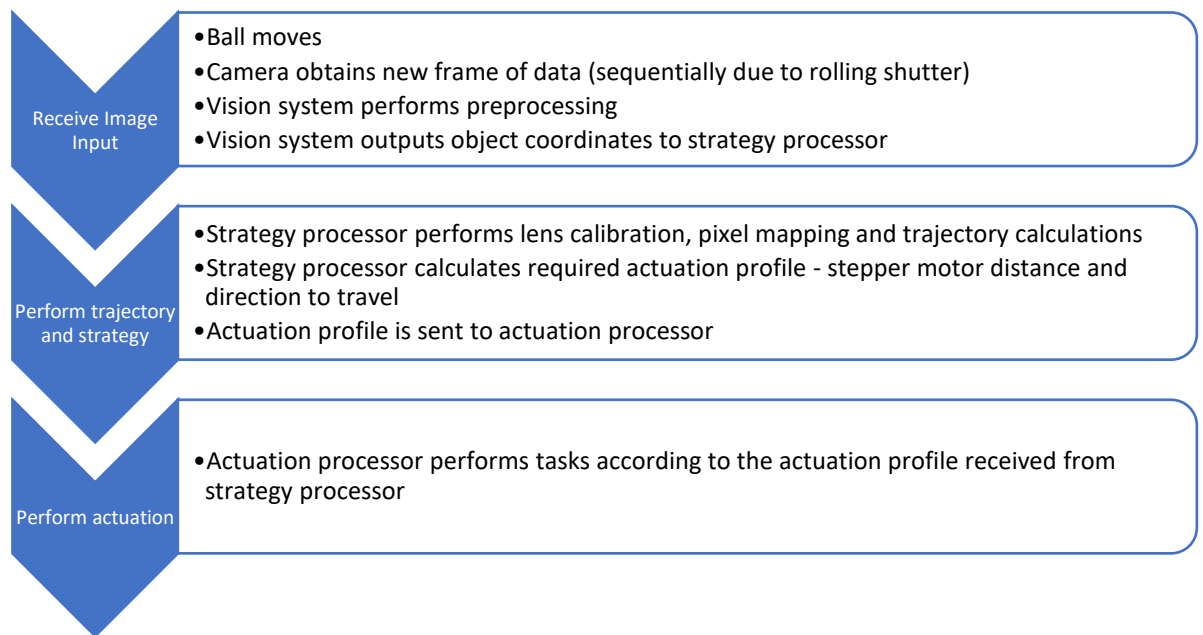 Receive Image
Input
•Ball moves
•Camera obtains new frame of data (sequentially due to rolling shutter)
•Vision system performs preprocessing
•Vision system outputs object coordinates to strategy processor
Perform trajectory
and strategy
•Strategy processor performs lens calibration, pixel mapping and trajectory calculations
•Strategy processor calculates required actuation profile - stepper motor distance and
direction to travel
•Actuation profile is sent to actuation processor
Perform actuation
•Actuation processor performs tasks according to the actuation profile received from
strategy processor